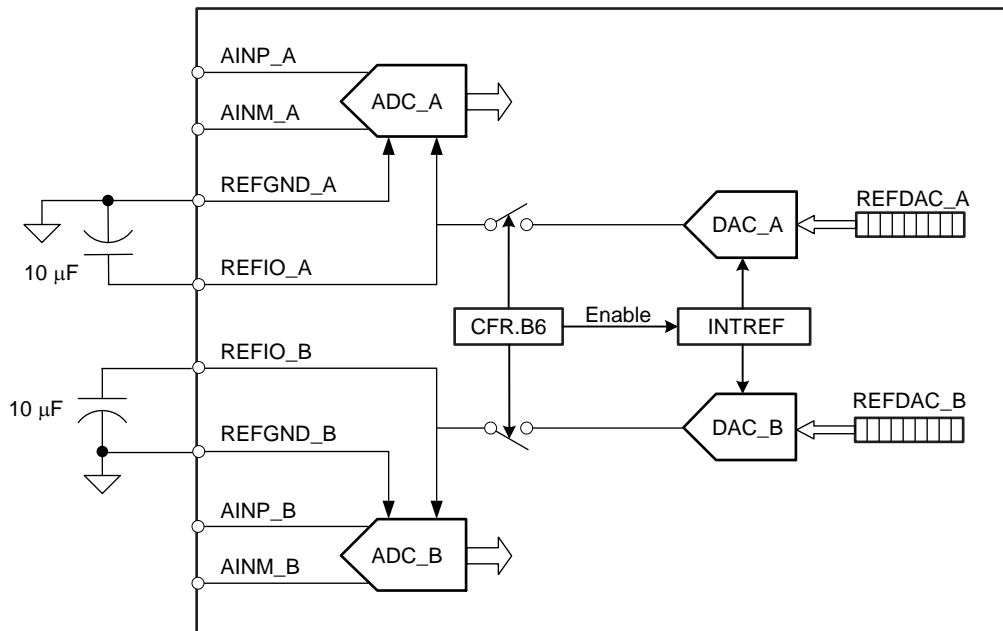 AINP_A
ADC_A
AINM_A
REFGND_A
REFDAC_A
DAC_A
10 μF
REFIO_A
Enable
CFR.B6
INTREF
REFIO_B
10 μF
REFDAC_B
REFGND_B
DAC_B
AINP_B
ADC_B
AINM_B